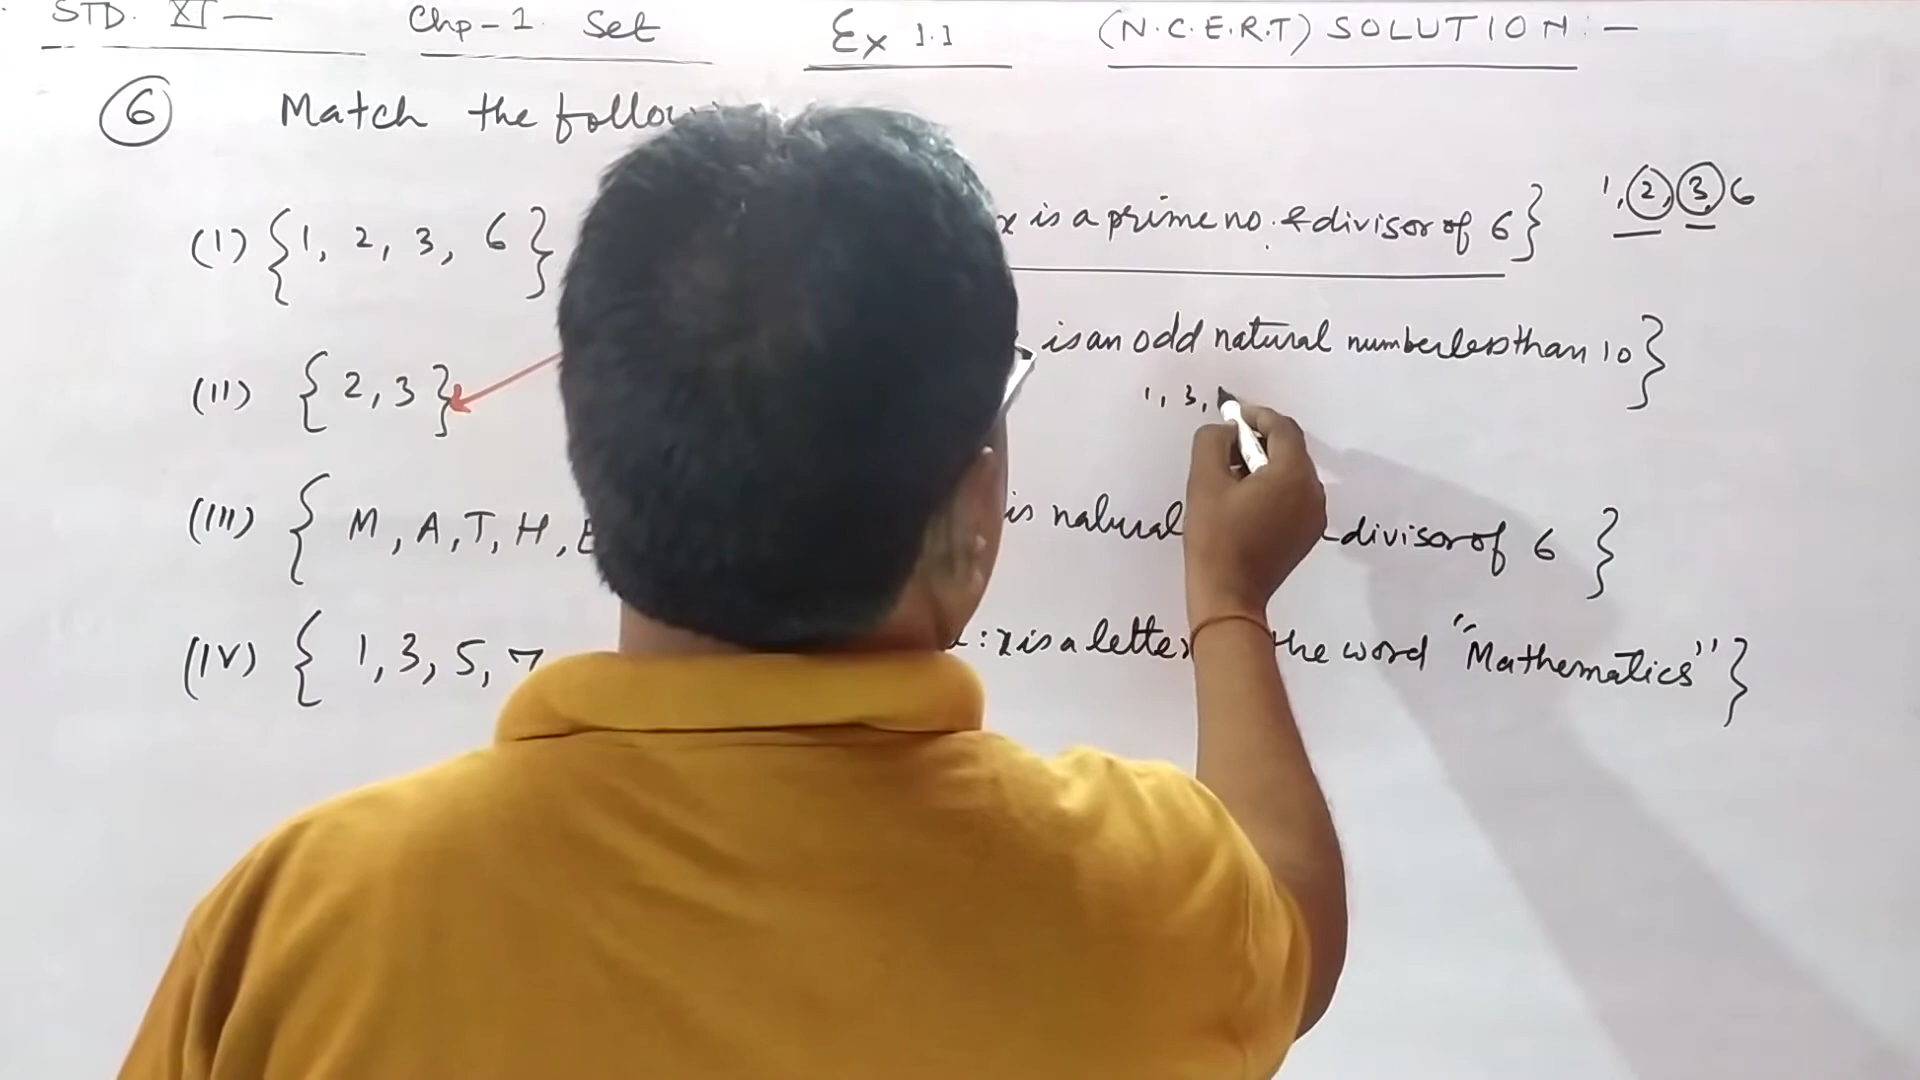 STD. XI — Chp-1. Set Ex 1.1 (N.C.E.R.T) SOLUTION:—
6 Match the
(I) {1, 2, 3, 6} x is a prime no. & divisor of 6} 1, 2, 3, 6
(II) {2, 3} is an odd natural number less than 10}
1, 3,
(III) { M, A, T, H, is natural divisor of 6 }
(IV) { 1, 3, 5, 7 : x is a the word "Mathematics"}